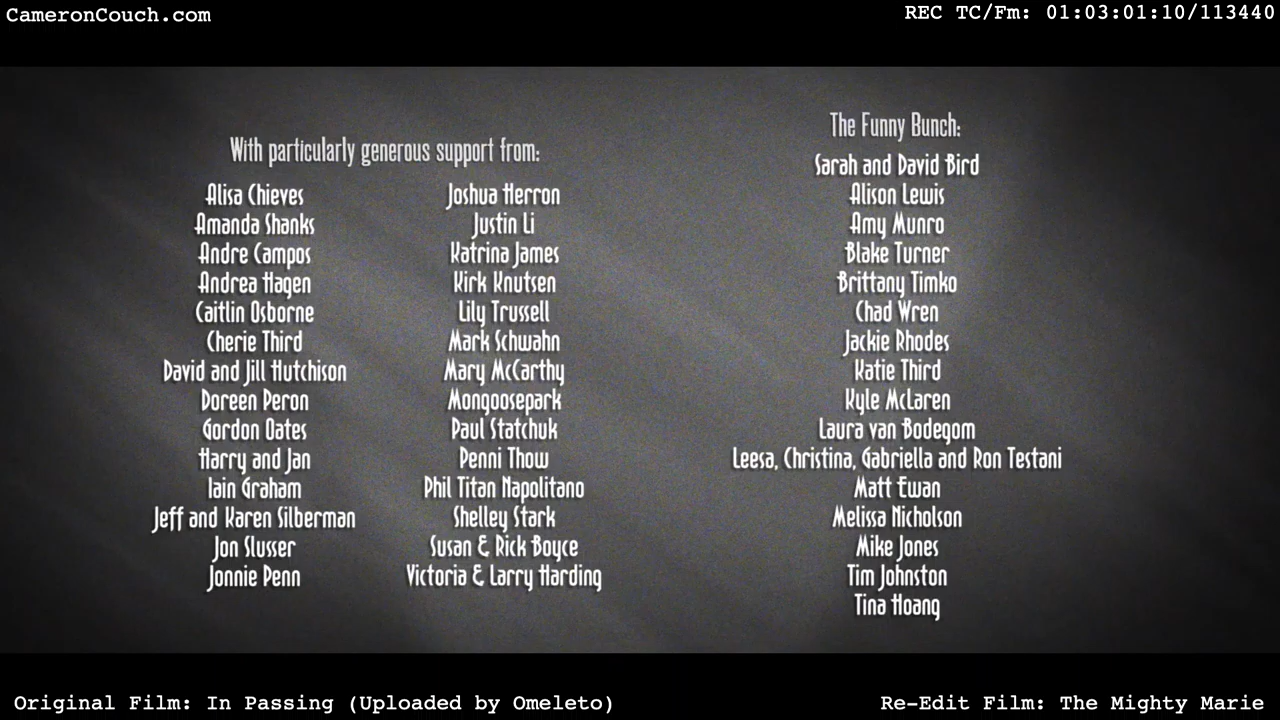 CameronCouch.com
REC TC/Fm: 01:03:01:10/113440
With particularly generous support from:
Alisa Chieves
Amanda Shanks
Andre Campos
Andrea Hagen
Caitlin Osborne
Cherie Third
David and Jill Hutchison
Doreen Peron
Gordon Oates
Harry and Jan
Iain Graham
Jeff and Karen Silberman
Jon Slusser
Jonnie Penn
Joshua Herron
Justin Li
Katrina James
Kirk Knutsen
Lily Trussell
Mark Schwahn
Mary McCarthy
Mongoosepark
Paul Statchuk
Penni Thow
Phil Titan Napolitano
Shelley Stark
Susan & Rick Boyce
Victoria & Larry Harding
The Funny Bunch:
Sarah and David Bird
Alison Lewis
Amy Munro
Blake Turner
Brittany Timko
Chad Wren
Jackie Rhodes
Katie Third
Kyle McLaren
Laura van Bodegom
Leesa, Christina, Gabriella and Ron Testani
Matt Ewan
Melissa Nicholson
Mike Jones
Tim Johnston
Tina Hoang
Original Film: In Passing (Uploaded by Omeleto)
Re-Edit Film: The Mighty Marie